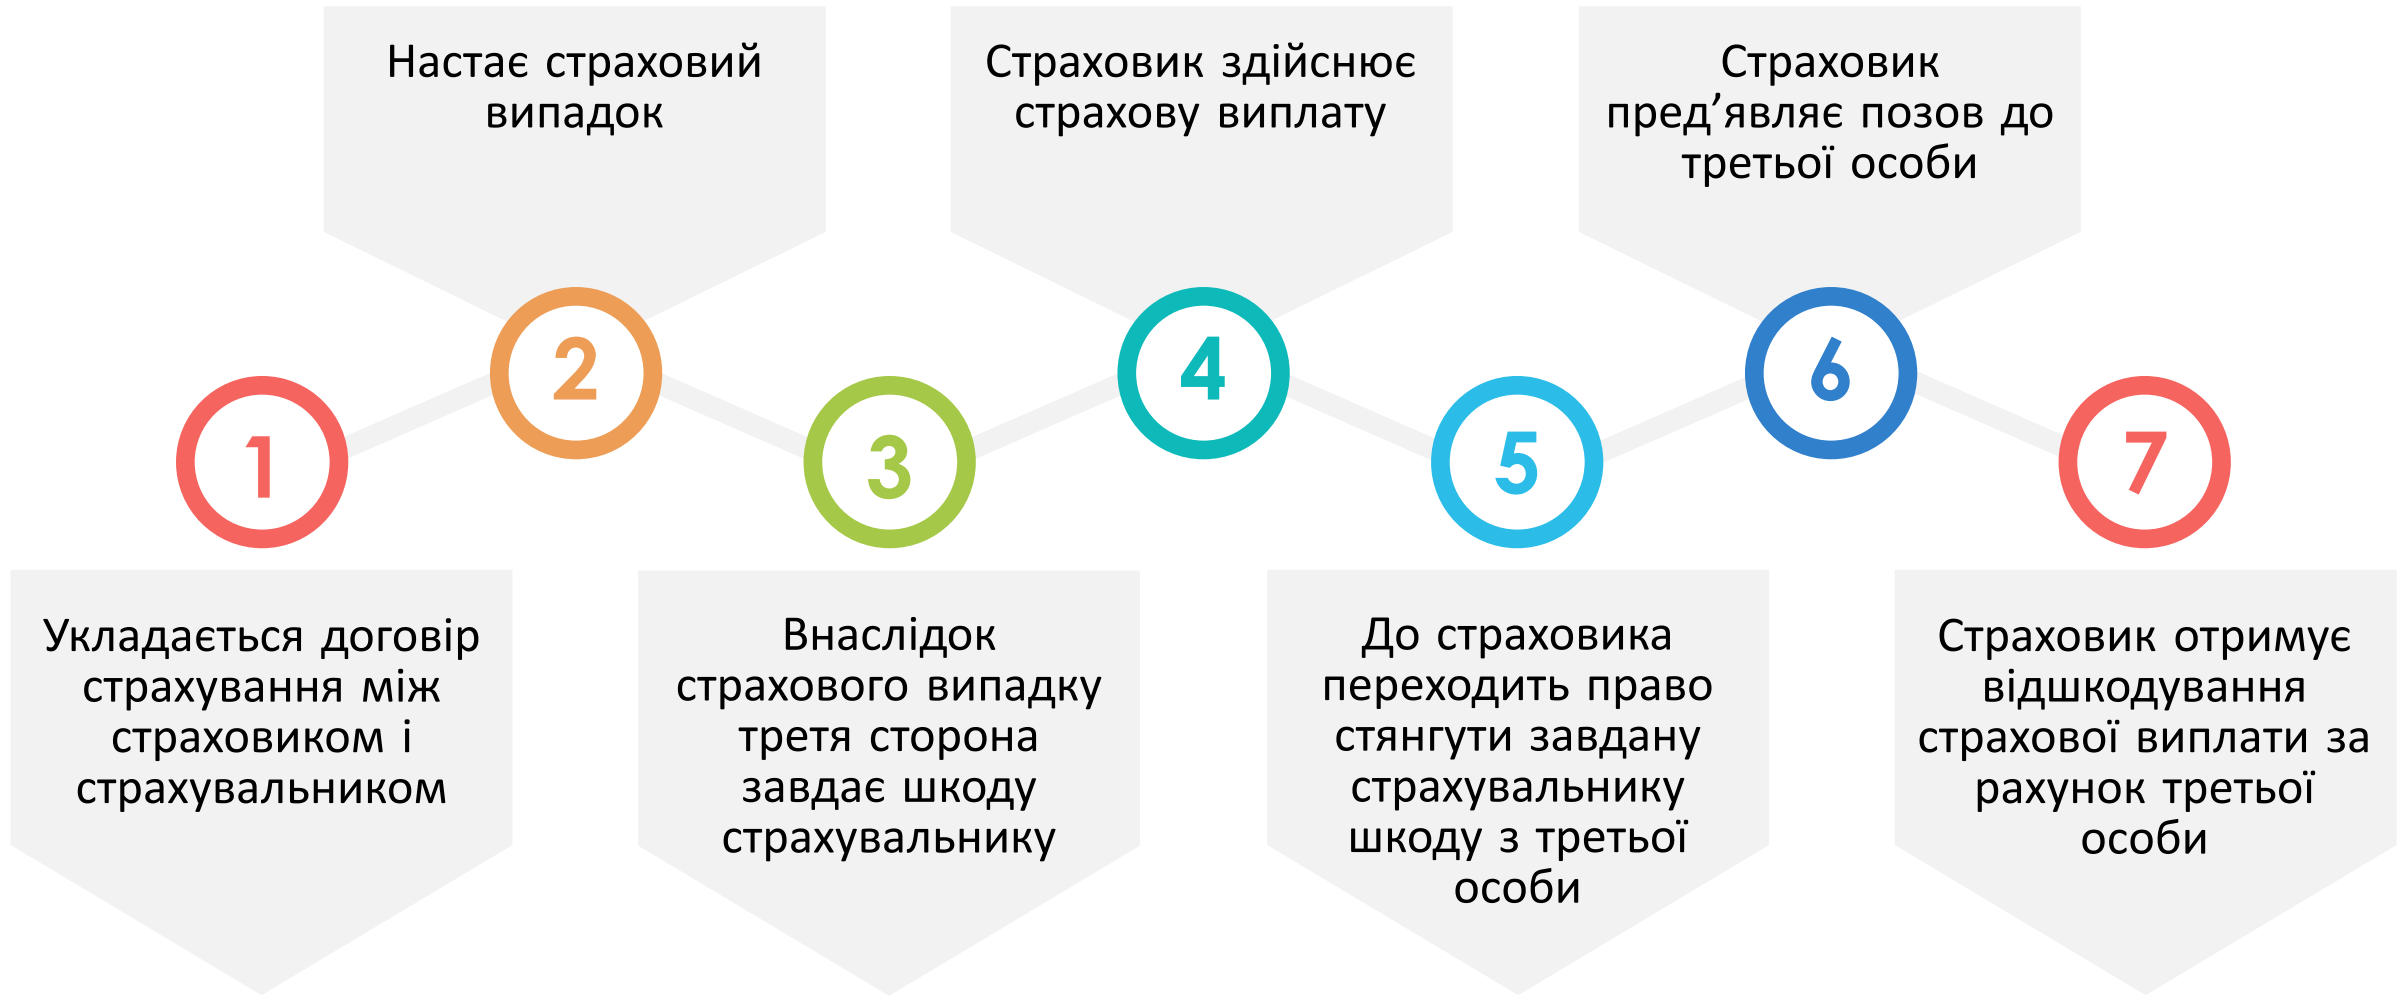 1
Укладається договір
страхування між
страховиком і
страхувальником
2
Настає страховий
випадок
3
Внаслідок
страхового випадку
третя сторона
завдає шкоду
страхувальнику
4
Страховик здійснює
страхову виплату
5
До страховика
переходить право
стянгути завдану
страхувальнику
шкоду з третьої
особи
6
Страховик
пред’являє позов до
третьої особи
7
Страховик отримує
відшкодування
страхової виплати за
рахунок третьої
особи